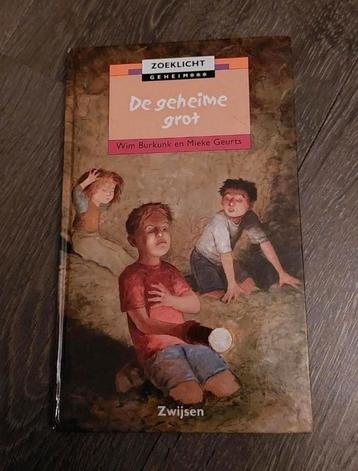 ZOEKLICHT
GEHEIM
De geheime
grot
Wim Burkunk en Mieke Geurts
Zwijsen